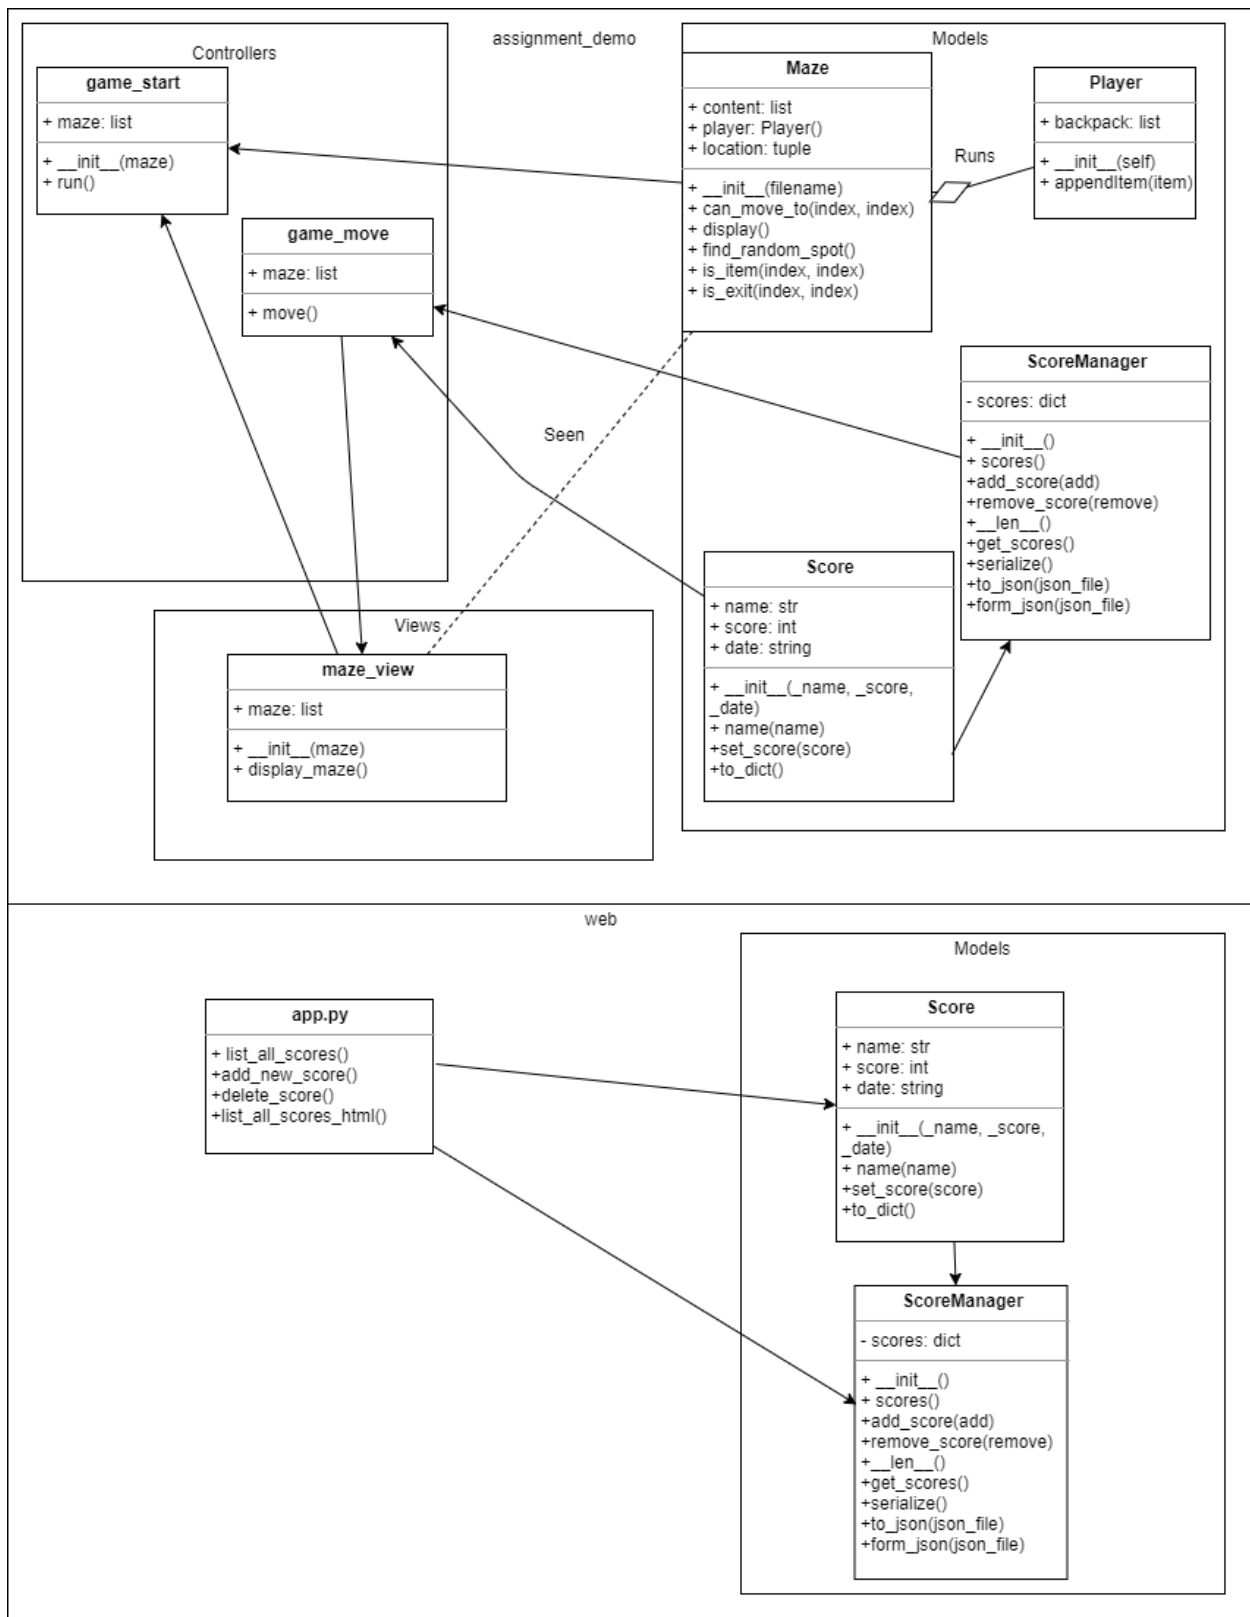 assignment_demo
Controllers
game_start
+ maze: list
+ __init__(maze)
+ run()
game_move
+ maze: list
+ move()
Models
Maze
+ content: list
+ player: Player()
+ location: tuple
+ __init__(filename)
+ can_move_to(index, index)
+ display()
+ find_random_spot()
+ is_item(index, index)
+ is_exit(index, index)
Runs
Player
+ backpack: list
+ __init__(self)
+ appendItem(item)
Seen
ScoreManager
- scores: dict
+ __init__()
+ scores()
+add_score(add)
+remove_score(remove)
+__len__()
+get_scores()
+serialize()
+to_json(json_file)
+form_json(json_file)
Score
+ name: str
+ score: int
+ date: string
+ __init__(_name, _score,
_date)
+ name(name)
+set_score(score)
+to_dict()
Views
maze_view
+ maze: list
+ __init__(maze)
+ display_maze()
web
app.py
+ list_all_scores()
+add_new_score()
+delete_score()
+list_all_scores_html()
Models
Score
+ name: str
+ score: int
+ date: string
+ __init__(_name, _score,
_date)
+ name(name)
+set_score(score)
+to_dict()
ScoreManager
- scores: dict
+ __init__()
+ scores()
+add_score(add)
+remove_score(remove)
+__len__()
+get_scores()
+serialize()
+to_json(json_file)
+form_json(json_file)